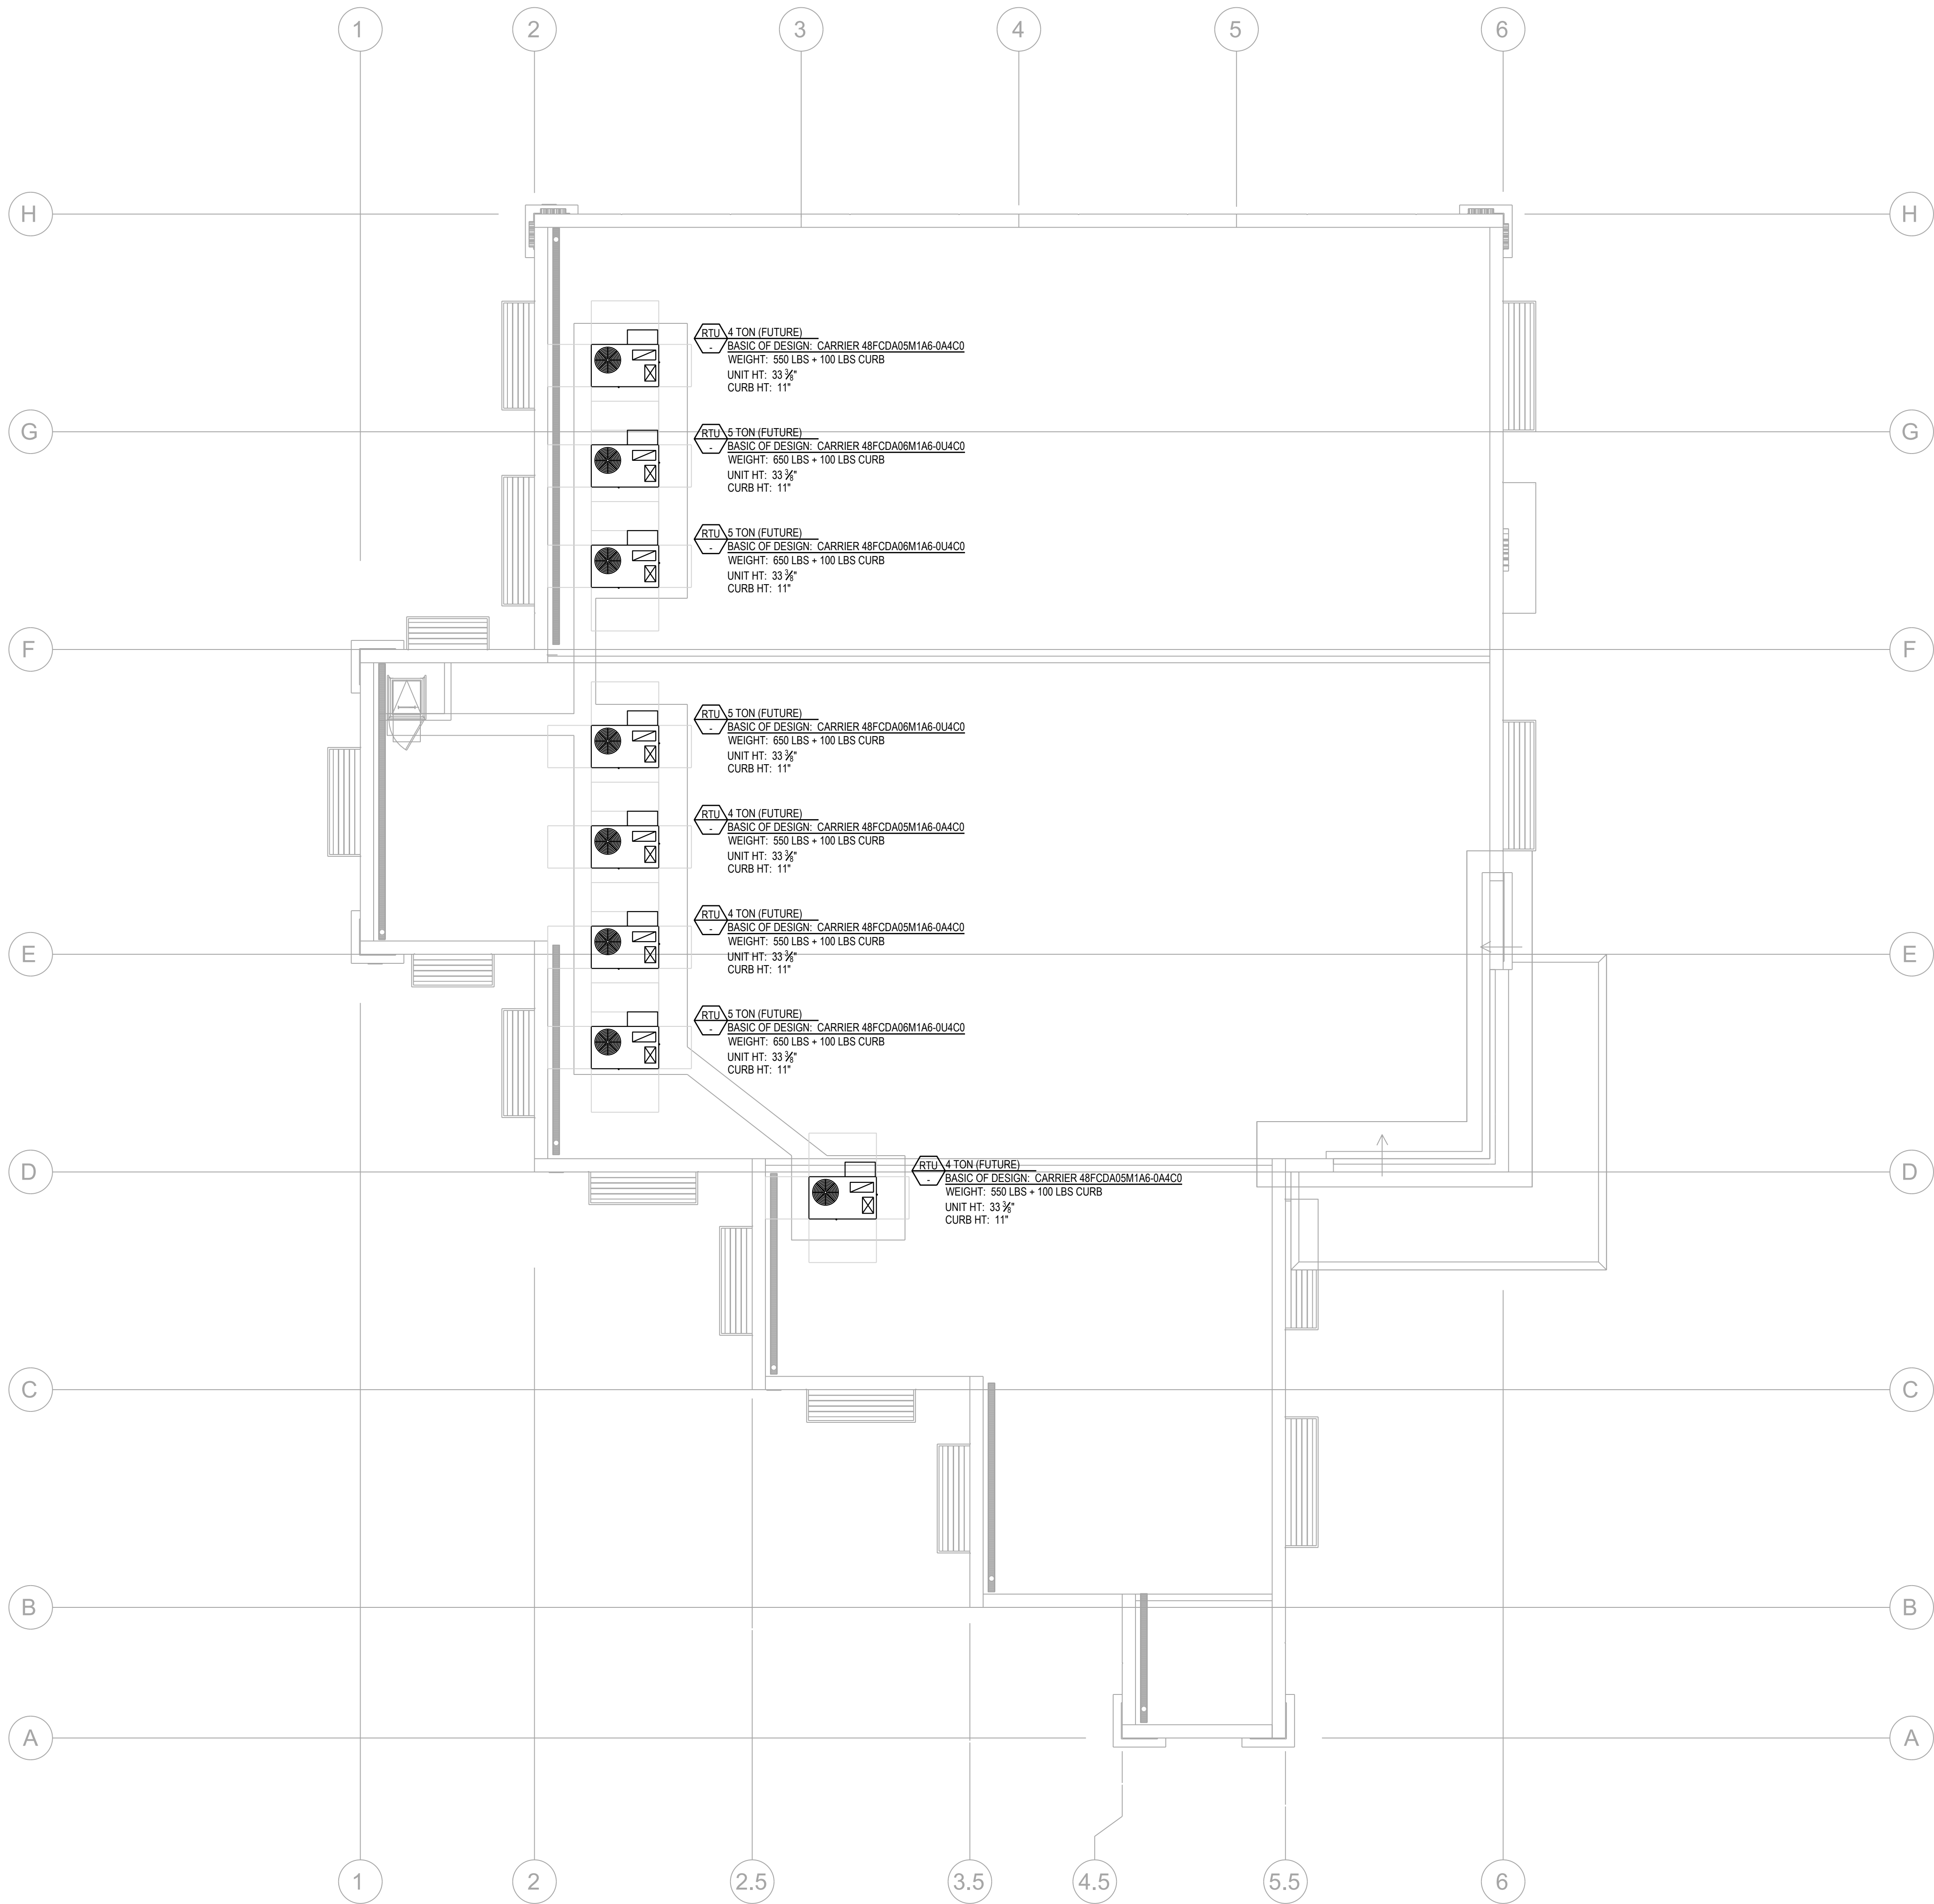 1 2 3 4 5 6
H H
RTU 4 TON (FUTURE)
- BASIC OF DESIGN: CARRIER 48FCDA05M1A6-0A4C0
WEIGHT: 550 LBS + 100 LBS CURB
UNIT HT: 33 3/8"
CURB HT: 11"
G G
RTU 5 TON (FUTURE)
- BASIC OF DESIGN: CARRIER 48FCDA06M1A6-0U4C0
WEIGHT: 650 LBS + 100 LBS CURB
UNIT HT: 33 3/8"
CURB HT: 11"
RTU 5 TON (FUTURE)
- BASIC OF DESIGN: CARRIER 48FCDA06M1A6-0U4C0
WEIGHT: 650 LBS + 100 LBS CURB
UNIT HT: 33 3/8"
CURB HT: 11"
F F
RTU 5 TON (FUTURE)
- BASIC OF DESIGN: CARRIER 48FCDA06M1A6-0U4C0
WEIGHT: 650 LBS + 100 LBS CURB
UNIT HT: 33 3/8"
CURB HT: 11"
RTU 4 TON (FUTURE)
- BASIC OF DESIGN: CARRIER 48FCDA05M1A6-0A4C0
WEIGHT: 550 LBS + 100 LBS CURB
UNIT HT: 33 3/8"
CURB HT: 11"
RTU 4 TON (FUTURE)
- BASIC OF DESIGN: CARRIER 48FCDA05M1A6-0A4C0
WEIGHT: 550 LBS + 100 LBS CURB
E E
UNIT HT: 33 3/8"
CURB HT: 11"
RTU 5 TON (FUTURE)
- BASIC OF DESIGN: CARRIER 48FCDA06M1A6-0U4C0
WEIGHT: 650 LBS + 100 LBS CURB
UNIT HT: 33 3/8"
CURB HT: 11"
RTU 4 TON (FUTURE)
D D
- BASIC OF DESIGN: CARRIER 48FCDA05M1A6-0A4C0
WEIGHT: 550 LBS + 100 LBS CURB
UNIT HT: 33 3/8"
CURB HT: 11"
C C
B B
A A
1 2 2.5 3.5 4.5 5.5 6